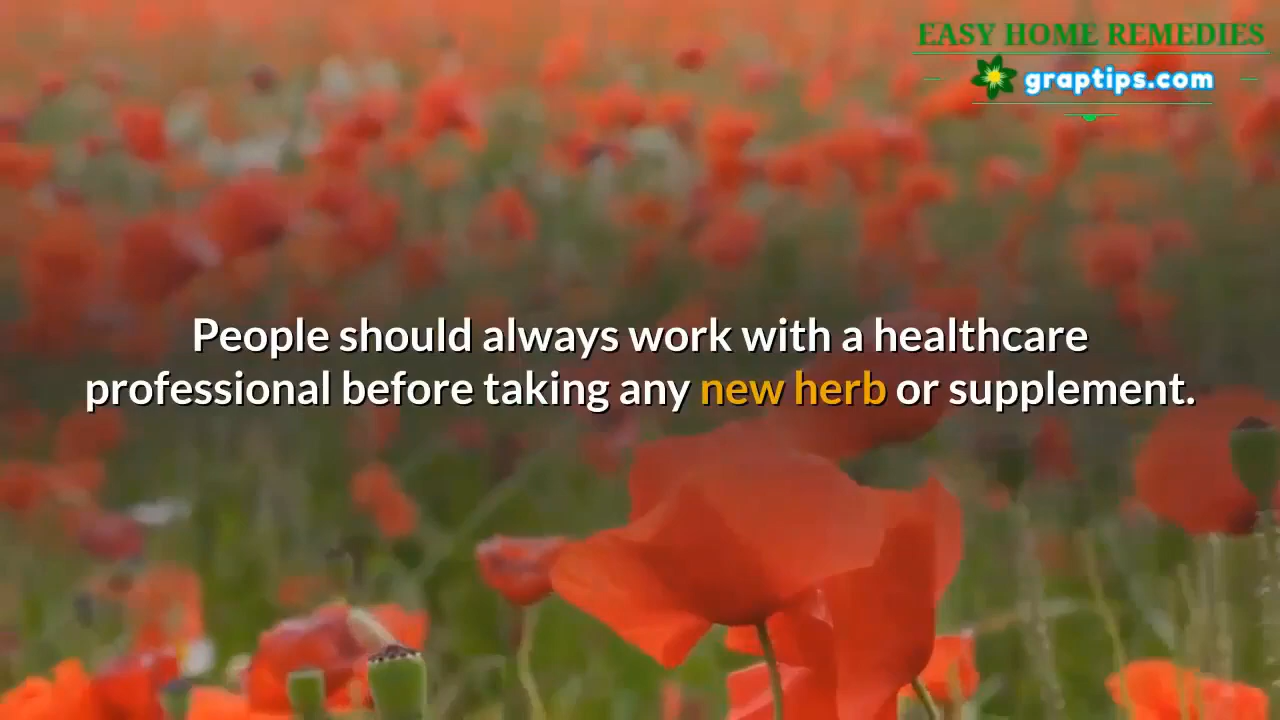 EASY HOME REMEDIES
graptips.com
People should always work with a healthcare
professional before taking any new herb or supplement.